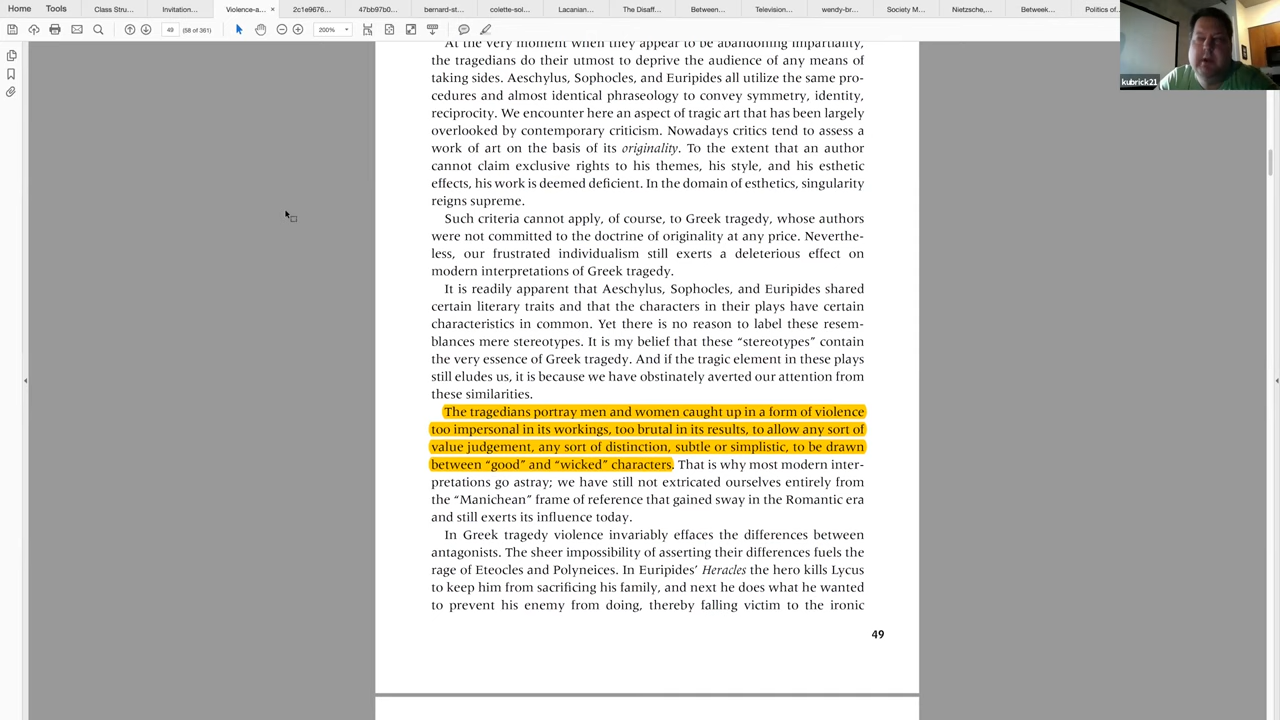 Home Tools Class Stru... Invitation... Violence-a... × 2c1e9676... 47bb97b0... bernard-st... colette-sol... Lacanian... The Disaff... Between... Television... wendy-br... Society M... Nietzsche,... Betweek... Politics of...
49 (58 of 361) 200%
kubrick21
At the very moment when they appear to be abandoning impartiality,
the tragedians do their utmost to deprive the audience of any means of
taking sides. Aeschylus, Sophocles, and Euripides all utilize the same pro-
cedures and almost identical phraseology to convey symmetry, identity,
reciprocity. We encounter here an aspect of tragic art that has been largely
overlooked by contemporary criticism. Nowadays critics tend to assess a
work of art on the basis of its originality. To the extent that an author
cannot claim exclusive rights to his themes, his style, and his esthetic
effects, his work is deemed deficient. In the domain of esthetics, singularity
reigns supreme.
Such criteria cannot apply, of course, to Greek tragedy, whose authors
were not committed to the doctrine of originality at any price. Neverthe-
less, our frustrated individualism still exerts a deleterious effect on
modern interpretations of Greek tragedy.
It is readily apparent that Aeschylus, Sophocles, and Euripides shared
certain literary traits and that the characters in their plays have certain
characteristics in common. Yet there is no reason to label these resem-
blances mere stereotypes. It is my belief that these “stereotypes” contain
the very essence of Greek tragedy. And if the tragic element in these plays
still eludes us, it is because we have obstinately averted our attention from
these similarities.
The tragedians portray men and women caught up in a form of violence
too impersonal in its workings, too brutal in its results, to allow any sort of
value judgement, any sort of distinction, subtle or simplistic, to be drawn
between “good” and “wicked” characters. That is why most modern inter-
pretations go astray; we have still not extricated ourselves entirely from
the “Manichean” frame of reference that gained sway in the Romantic era
and still exerts its influence today.
In Greek tragedy violence invariably effaces the differences between
antagonists. The sheer impossibility of asserting their differences fuels the
rage of Eteocles and Polyneices. In Euripides’ Heracles the hero kills Lycus
to keep him from sacrificing his family, and next he does what he wanted
to prevent his enemy from doing, thereby falling victim to the ironic
49